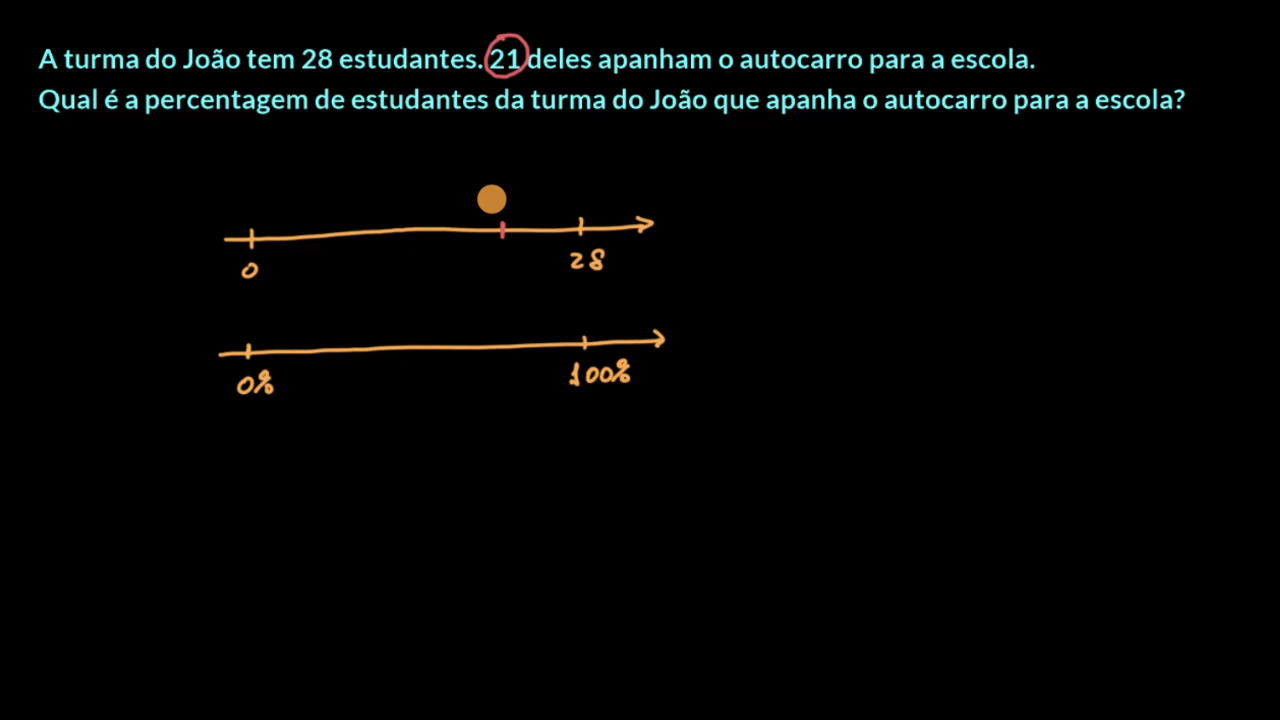 A turma do João tem 28 estudantes. 21 deles apanham o autocarro para a escola.
Qual é a percentagem de estudantes da turma do João que apanha o autocarro para a escola?
0 28
0% 100%